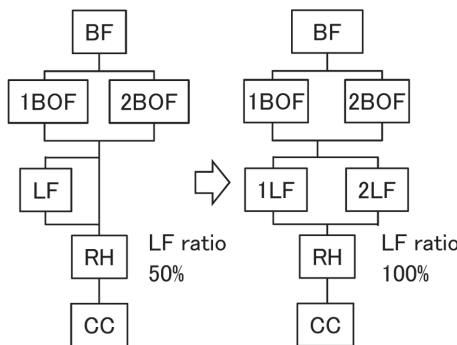 BF
1BOF
2BOF
LF
RH
LF ratio
50%
CC
BF
1BOF
2BOF
1LF
2LF
RH
LF ratio
100%
CC